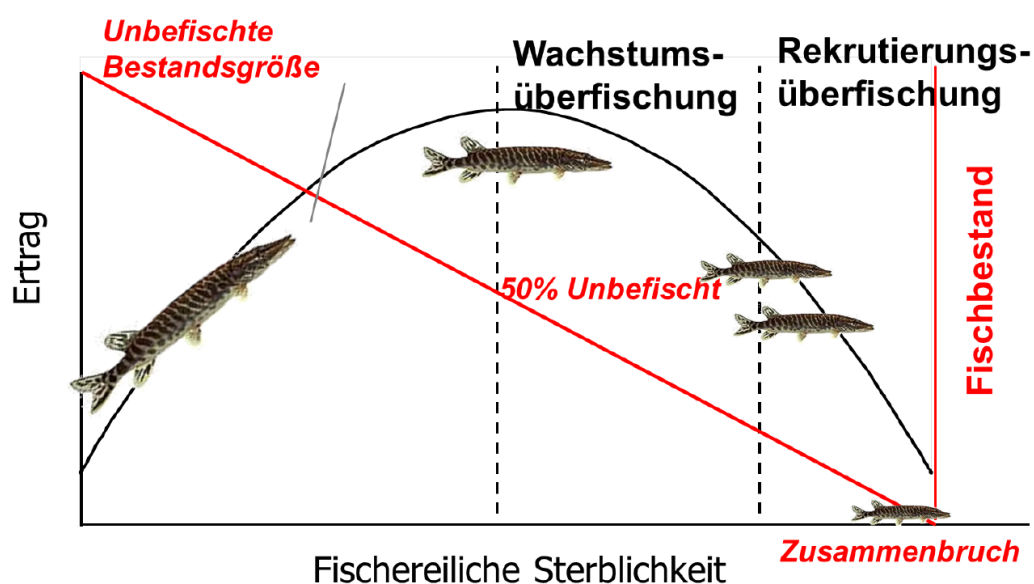 Unbefischte
Bestandsgröße
Wachstums-
überfischung
Rekrutierungs-
überfischung
Ertrag
50% Unbefischt
Fischbestand
Zusammenbruch
Fischereiliche Sterblichkeit